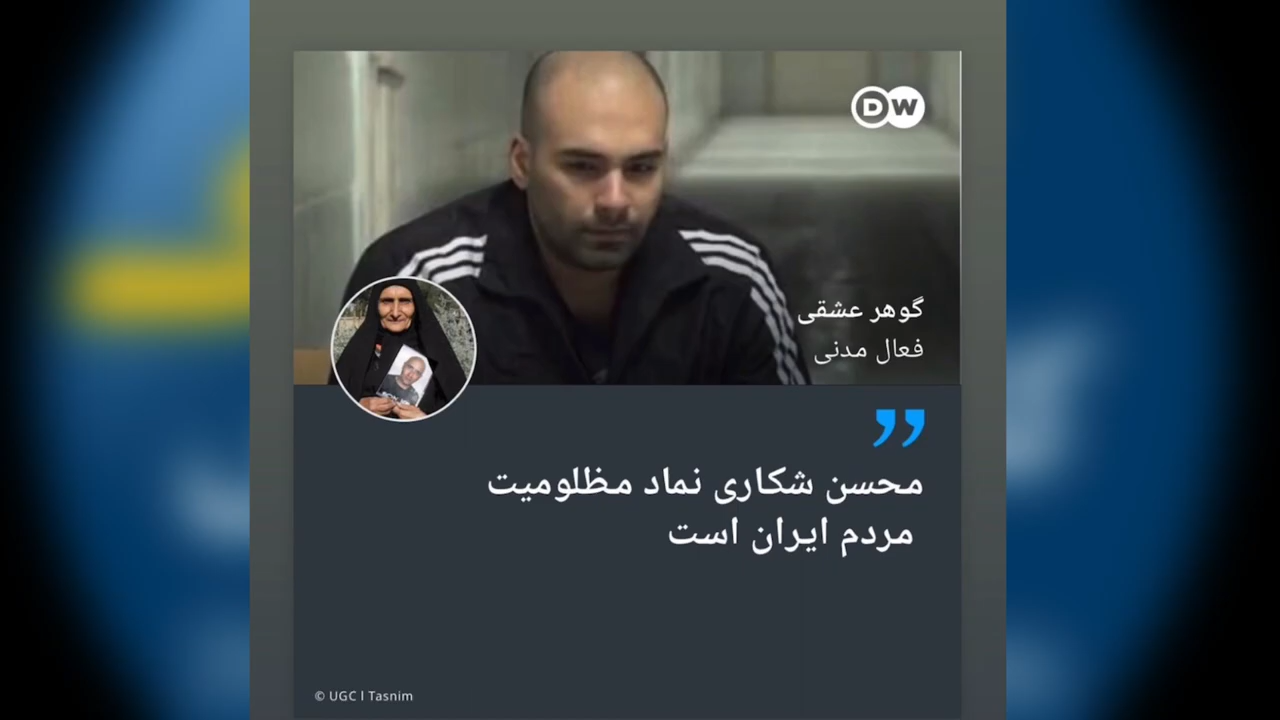 DW
گوهر عشقی
فعال مدنی
محسن شکاری نماد مظلومیت
مردم ایران است
© UGC | Tasnim